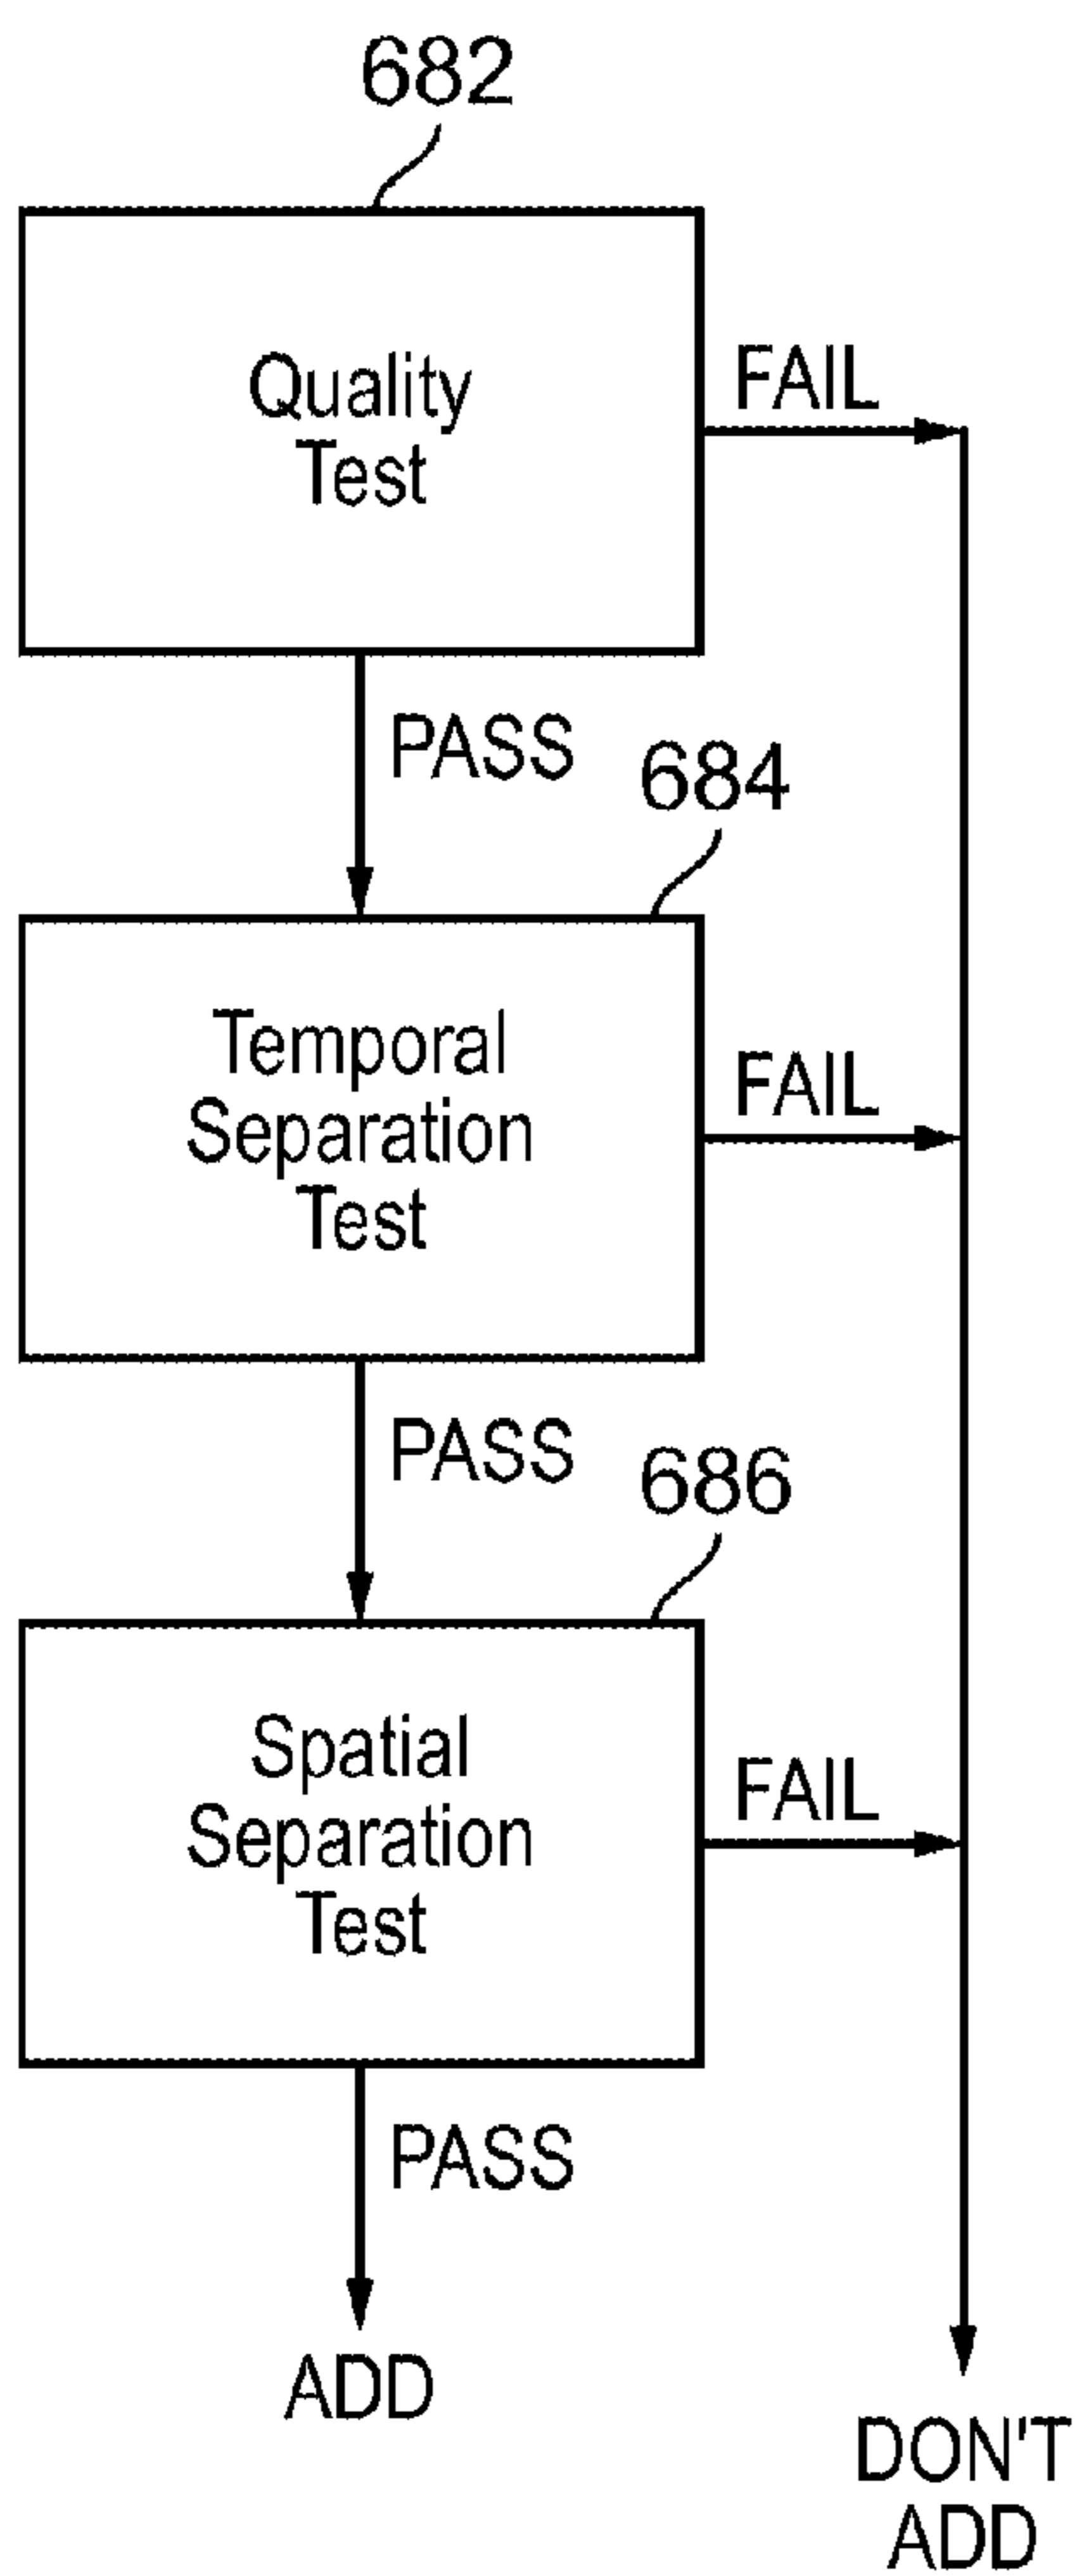 682
Quality
Test
FAIL
PASS
684
Temporal
Separation
Test
FAIL
PASS
686
Spatial
Separation
Test
FAIL
PASS
ADD
DON'T
ADD